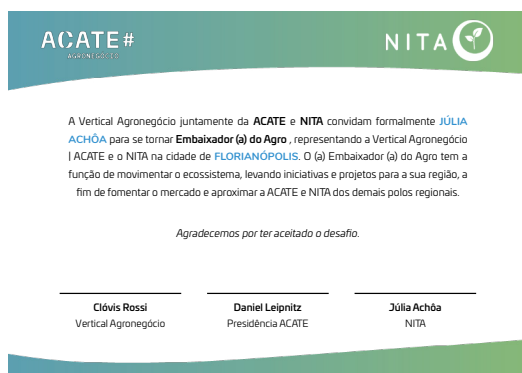 ACATE#
AGRONEGÓCIO
NITA
A Vertical Agronegócio juntamente da ACATE e NITA convidam formalmente JÚLIA
ACHÔA para se tornar Embaixador (a) do Agro , representando a Vertical Agronegócio
| ACATE e o NITA na cidade de FLORIANÓPOLIS. O (a) Embaixador (a) do Agro tem a
função de movimentar o ecossistema, levando iniciativas e projetos para a sua região, a
fim de fomentar o mercado e aproximar a ACATE e NITA dos demais polos regionais.
Agradecemos por ter aceitado o desafio.
Clóvis Rossi
Vertical Agronegócio
Daniel Leipnitz
Presidência ACATE
Júlia Achôa
NITA